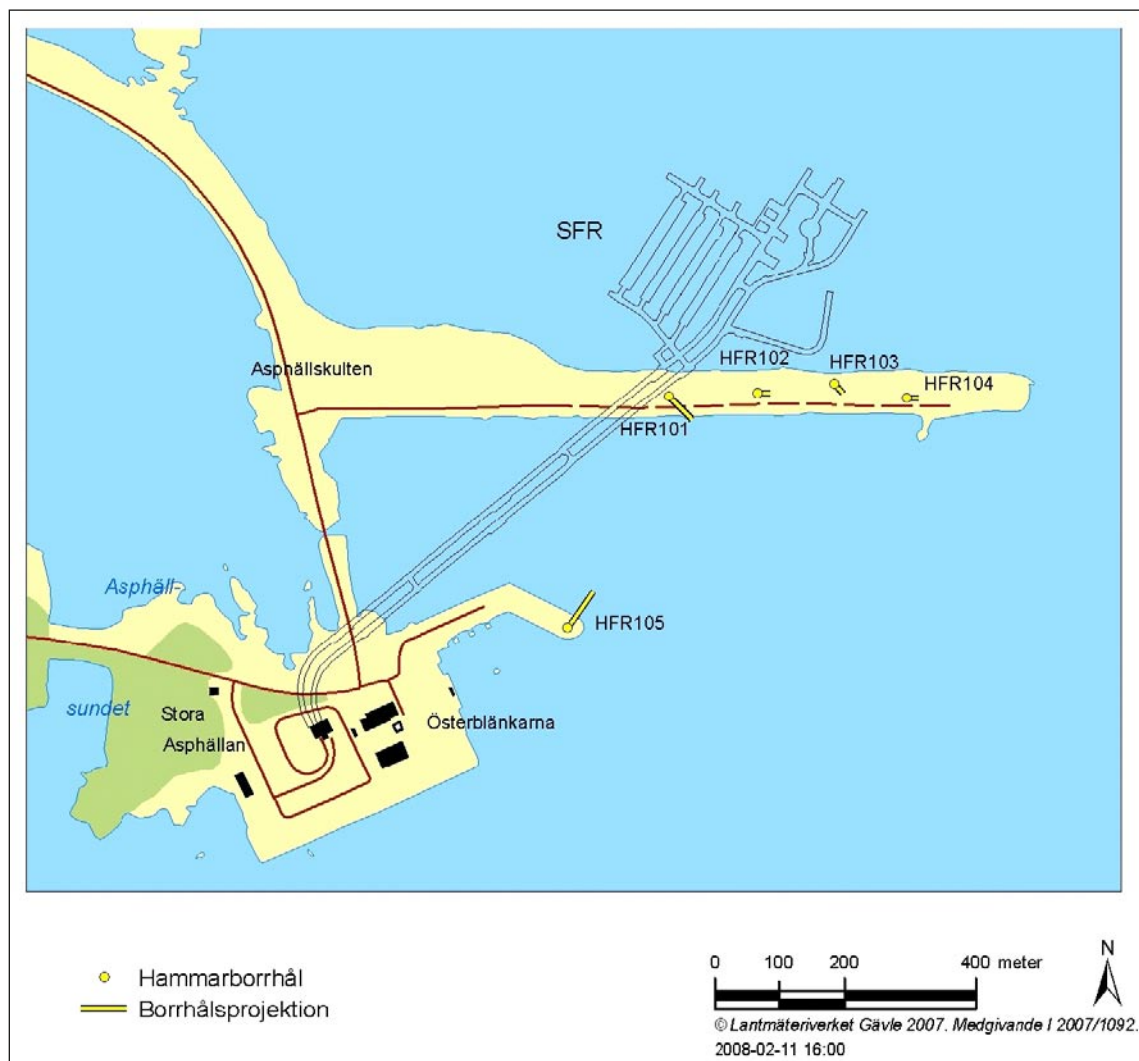 SFR
HFR102
HFR103
Asphällskulten
HFR104
HFR101
Asphäll-
HFR105
sundet
Stora
Asphällan
Österblänkarna
Hammarborrhål
Borrhålsprojektion
0 100 200 400 meter
N
© Lantmäteriverket Gävle 2007. Medgivande I 2007/1092.
2008-02-11 16:00